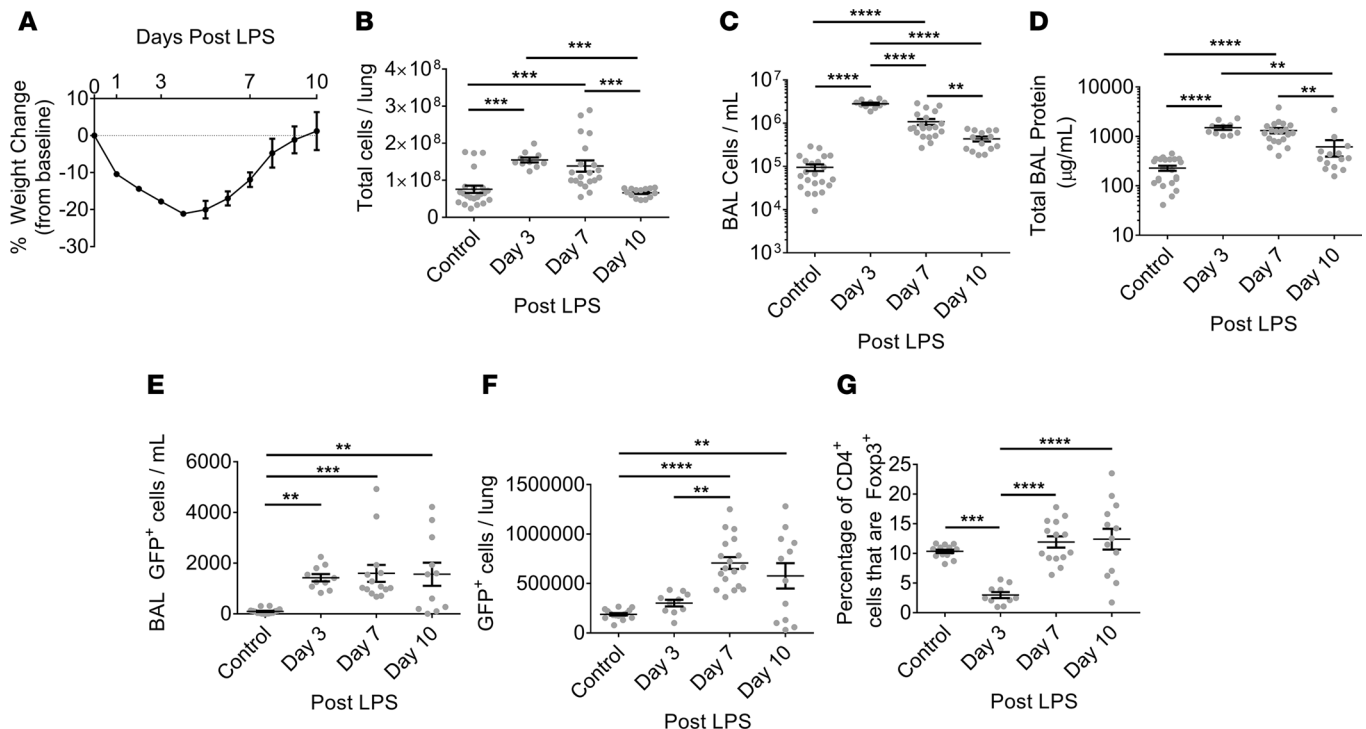 A
Days Post LPS
0 1 3 7 10
% Weight Change
(from baseline)
10
0
-10
-20
-30
B
Total cells / lung
4×10⁸
3×10⁸
2×10⁸
1×10⁸
0
***
***
***
***
Control Day 3 Day 7 Day 10
Post LPS
C
BAL Cells / mL
10⁷
10⁶
10⁵
10⁴
10³
****
****
****
****
**
Control Day 3 Day 7 Day 10
Post LPS
D
Total BAL Protein
(µg/mL)
10000
1000
100
10
****
**
****
**
Control Day 3 Day 7 Day 10
Post LPS
E
BAL GFP⁺ cells / mL
6000
4000
2000
0
**
***
**
Control Day 3 Day 7 Day 10
Post LPS
F
GFP⁺ cells / lung
1500000
1000000
500000
0
**
****
**
Control Day 3 Day 7 Day 10
Post LPS
G
Percentage of CD4⁺
cells that are Foxp3⁺
25
20
15
10
5
0
****
****
***
Control Day 3 Day 7 Day 10
Post LPS